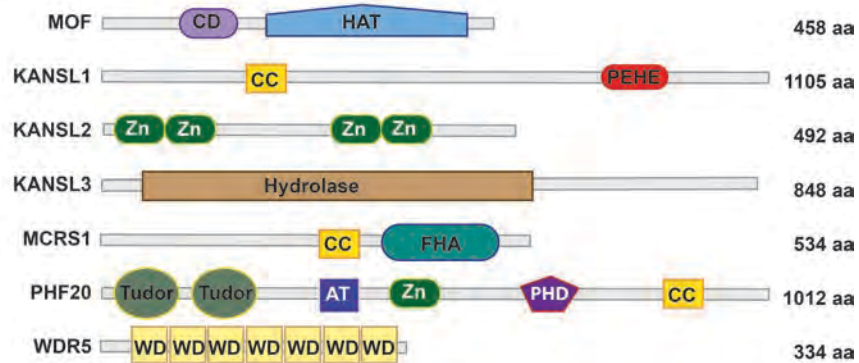 MOF CD HAT 458 aa
KANSL1 CC PEHE 1105 aa
KANSL2 Zn Zn Zn Zn 492 aa
KANSL3 Hydrolase 848 aa
MCRS1 CC FHA 534 aa
PHF20 Tudor Tudor AT Zn PHD CC 1012 aa
WDR5 WD WD WD WD WD WD WD 334 aa